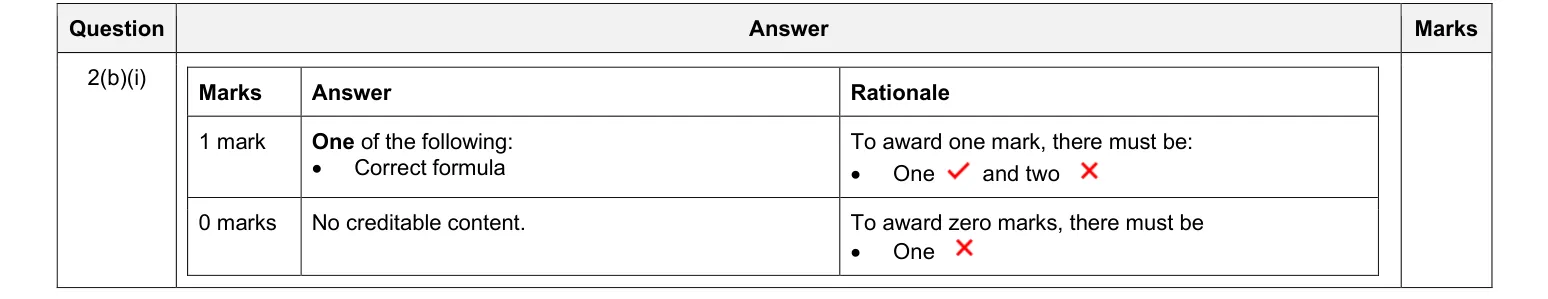 Question Answer Marks
2(b)(i)
Marks Answer Rationale
1 mark One of the following: To award one mark, there must be:
• Correct formula • One ✓ and two ✗
0 marks No creditable content. To award zero marks, there must be
• One ✗